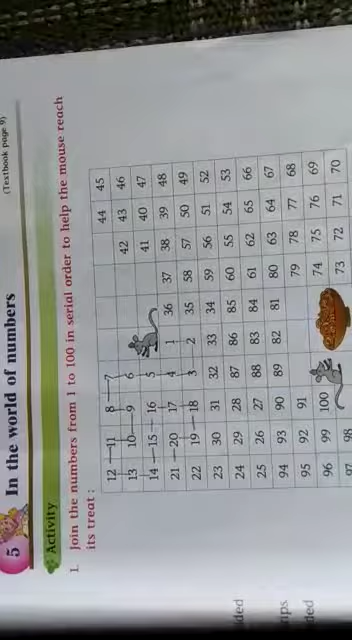 (Textbook page 9)
5 In the world of numbers
Activity
1. Join the numbers from 1 to 100 in serial order to help the mouse reach
its treat :
12 11 8 7 44 45
13 10 9 6 42 43 46
14 15 16 5 41 40 47
21 20 17 4 1 36 37 38 39 48
22 19 18 3 2 35 58 57 50 49
23 30 31 32 33 34 59 56 51 52
24 29 28 87 86 85 60 55 54 53
25 26 27 88 83 84 61 62 65 66
94 93 90 89 82 81 80 63 64 67
95 92 91 79 78 77 68
96 99 100 74 75 76 69
97 98 73 72 71 70